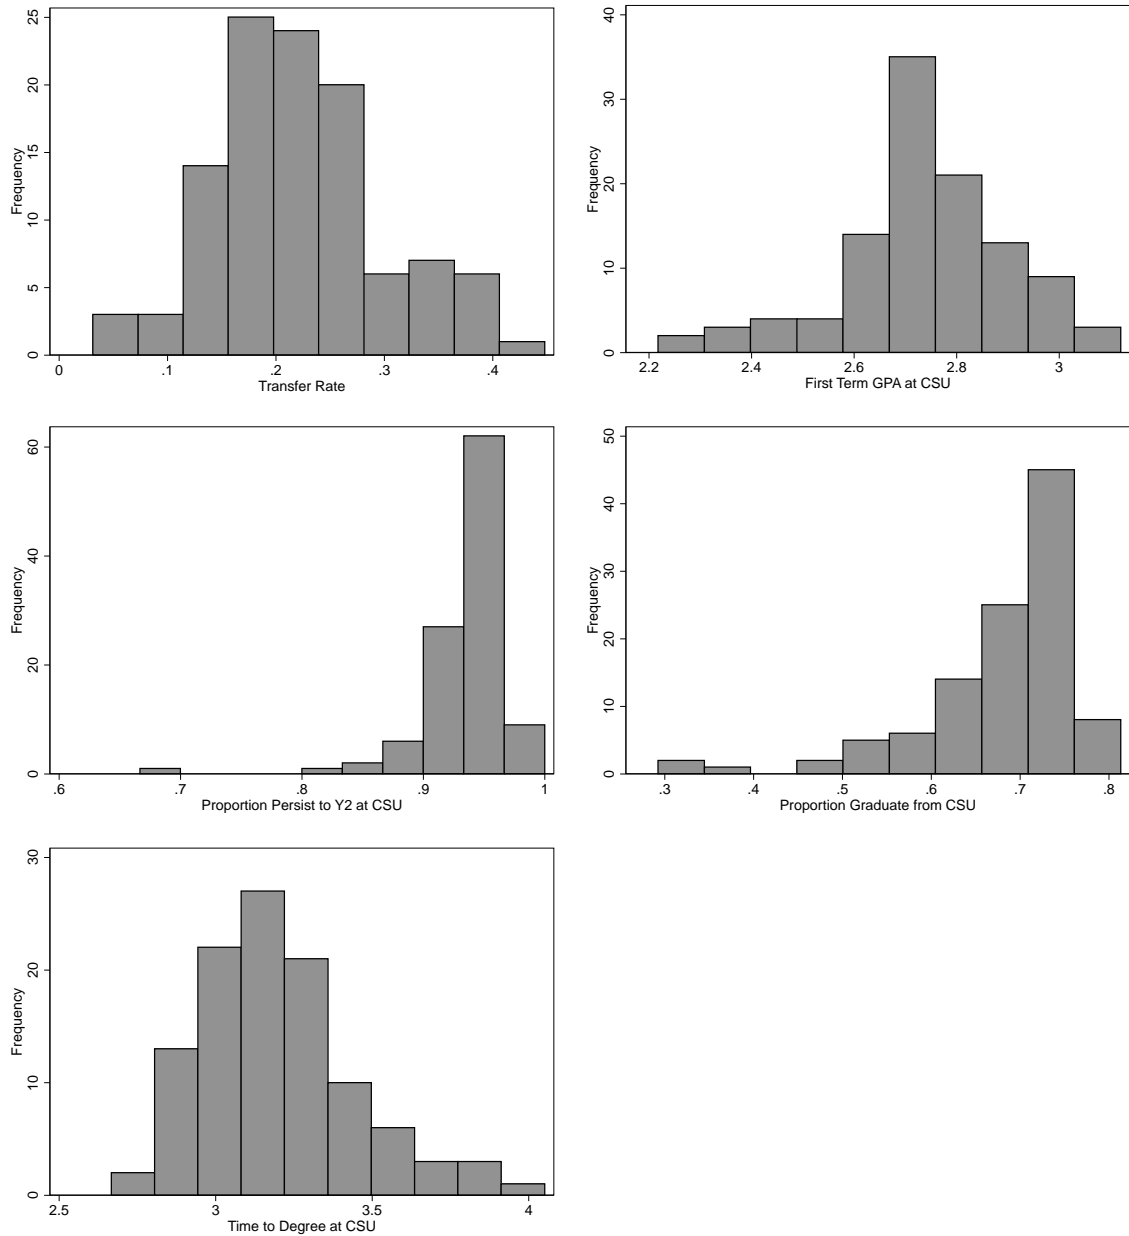 25
20
15
10
5
0
Frequency
0 .1 .2 .3 .4
Transfer Rate
40
30
20
10
0
Frequency
2.2 2.4 2.6 2.8 3
First Term GPA at CSU
60
40
20
0
Frequency
.6 .7 .8 .9 1
Proportion Persist to Y2 at CSU
50
40
30
20
10
0
Frequency
.3 .4 .5 .6 .7 .8
Proportion Graduate from CSU
30
20
10
0
Frequency
2.5 3 3.5 4
Time to Degree at CSU